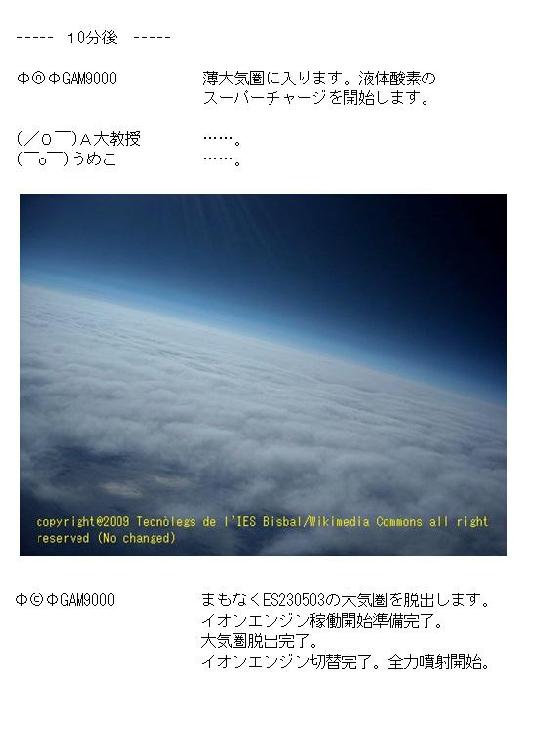 ----- 10分後 -----
Φ@ΦGAM9000 薄大気圏に入ります。液体酸素の
スーパーチャージを開始します。
(／０￣)Ａ大教授 ……。
(￣o￣)うめこ ……。
copyright@2009 Tecnòlegs de l'IES Bisbal/Wikimedia Commons all right
reserved (No changed)
Φ©ΦGAM9000 まもなくES230503の大気圏を脱出します。
イオンエンジン稼働開始準備完了。
大気圏脱出完了。
イオンエンジン切替完了。全力噴射開始。